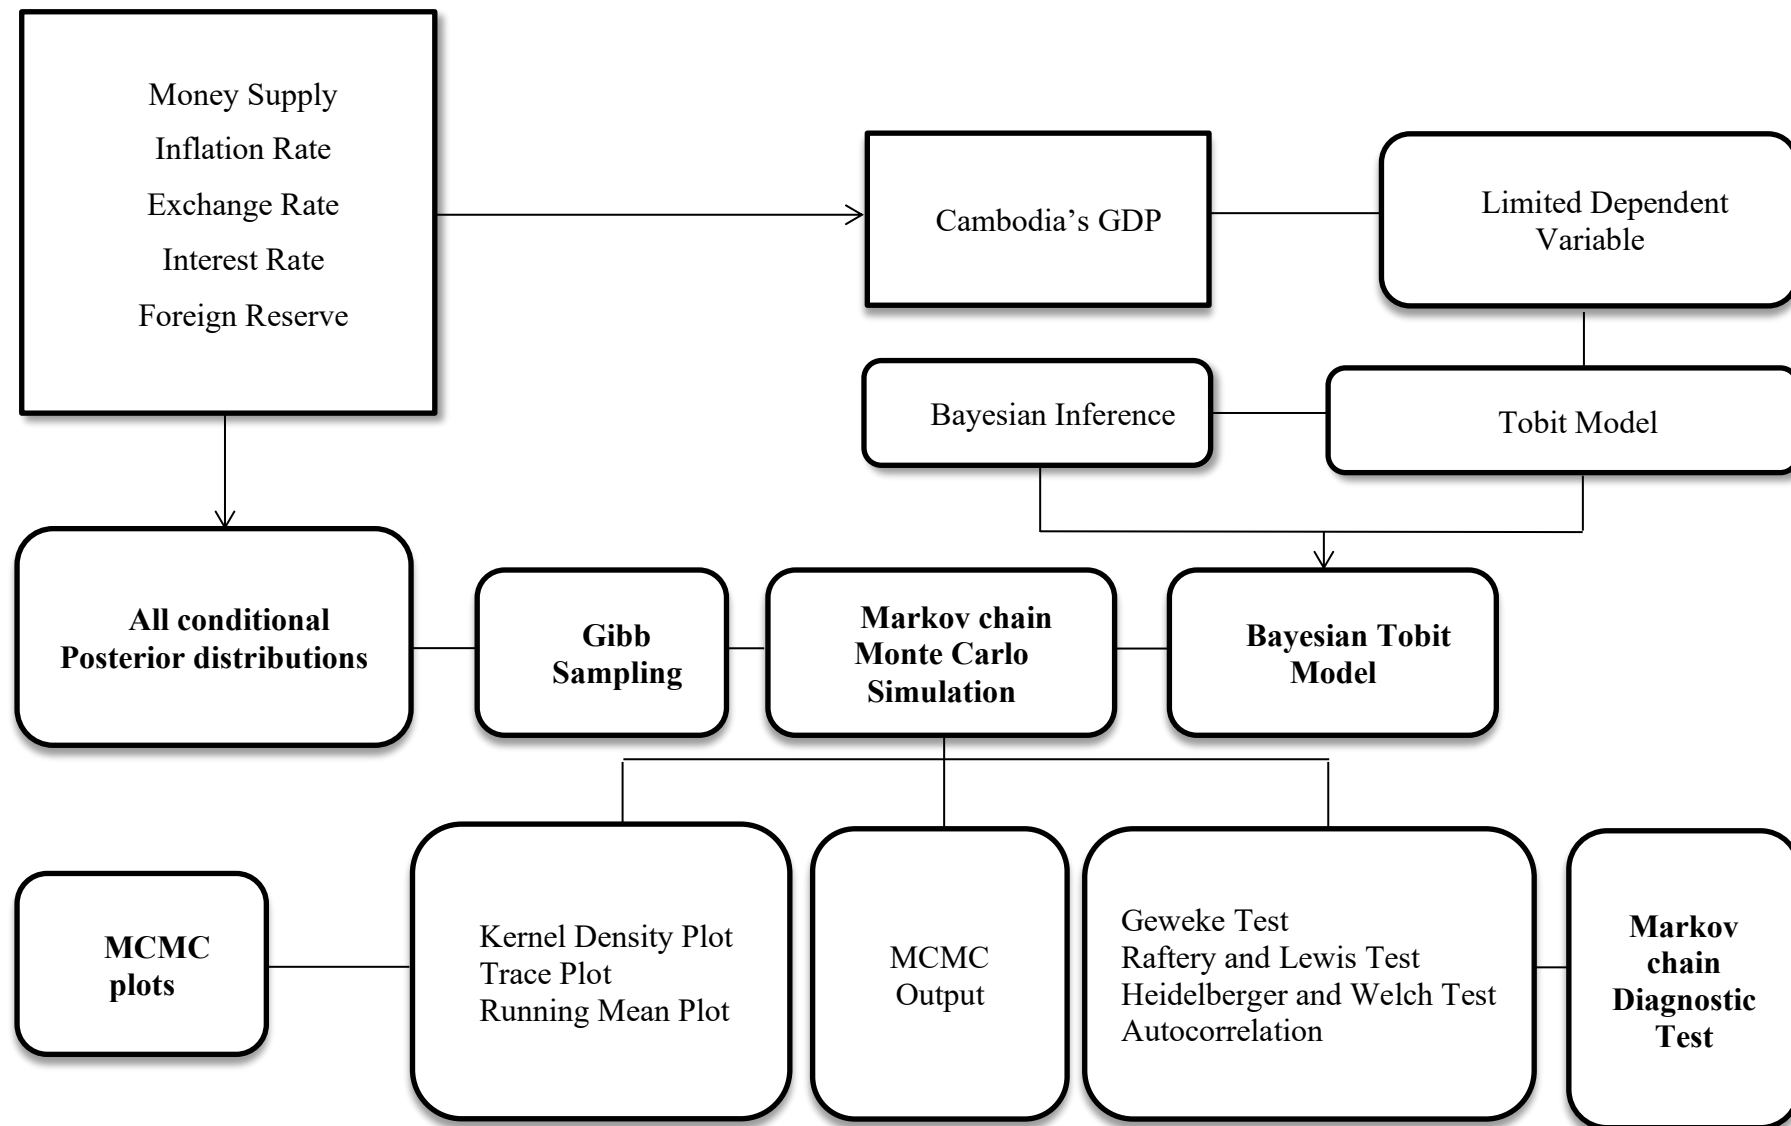 Money Supply
Inflation Rate
Exchange Rate
Interest Rate
Foreign Reserve
Cambodia’s GDP
Limited Dependent
Variable
Bayesian Inference
Tobit Model
All conditional
Posterior distributions
Gibb
Sampling
Markov chain
Monte Carlo
Simulation
Bayesian Tobit
Model
MCMC
plots
Kernel Density Plot
Trace Plot
Running Mean Plot
MCMC
Output
Geweke Test
Raftery and Lewis Test
Heidelberger and Welch Test
Autocorrelation
Markov
chain
Diagnostic
Test